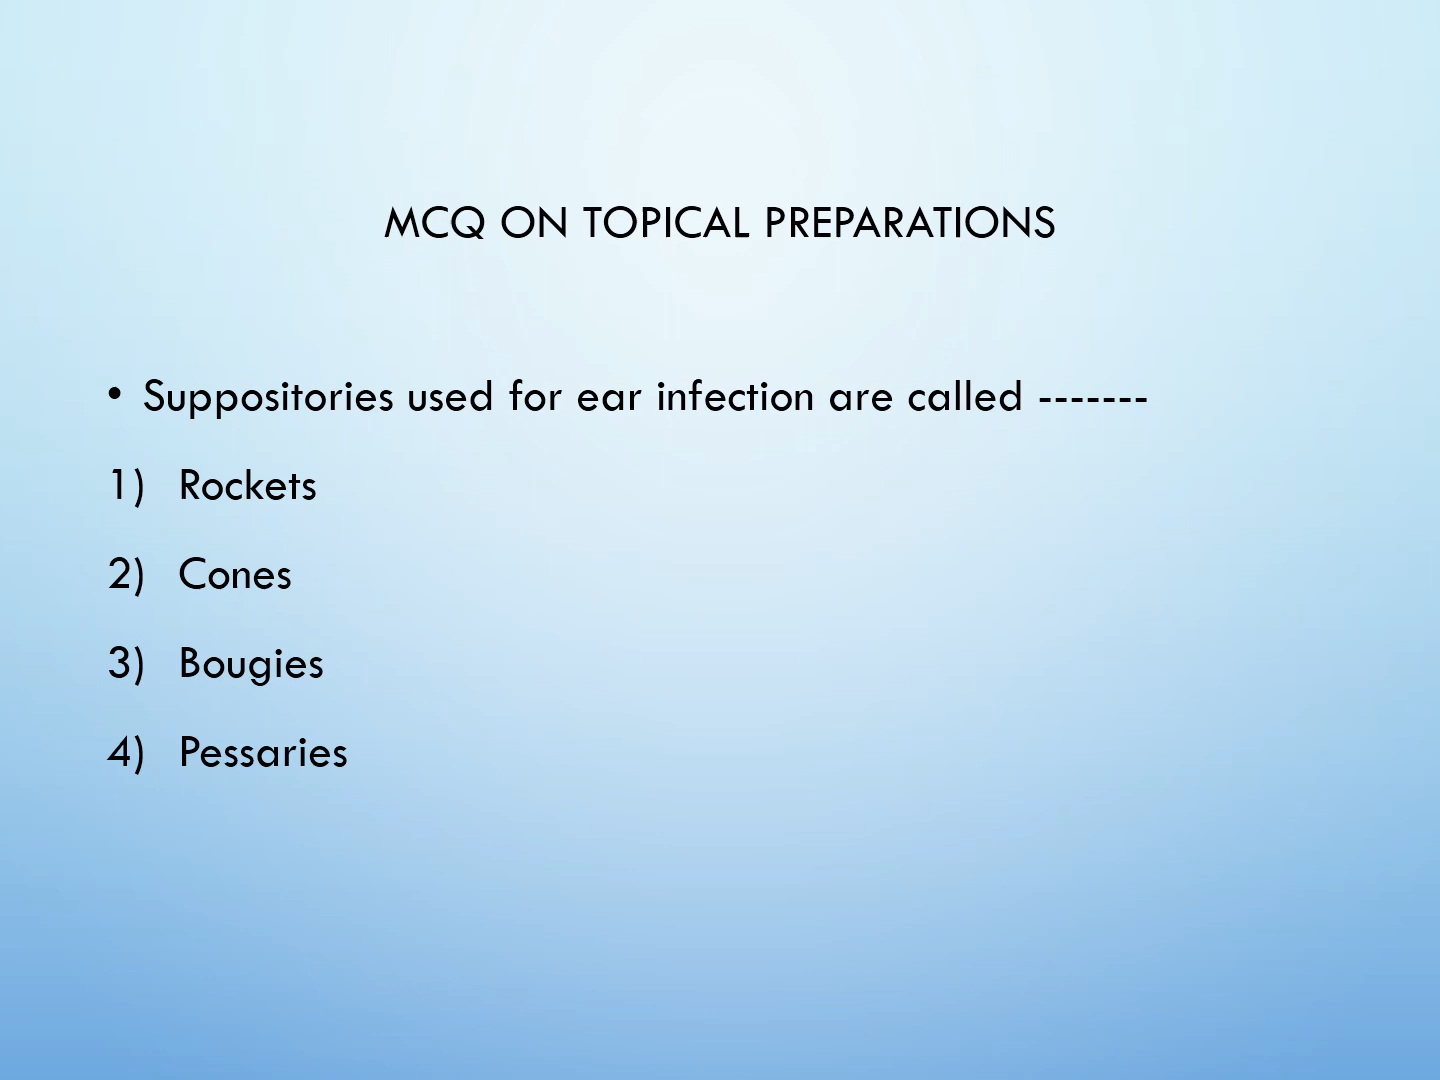 MCQ ON TOPICAL PREPARATIONS
• Suppositories used for ear infection are called -------
1) Rockets
2) Cones
3) Bougies
4) Pessaries